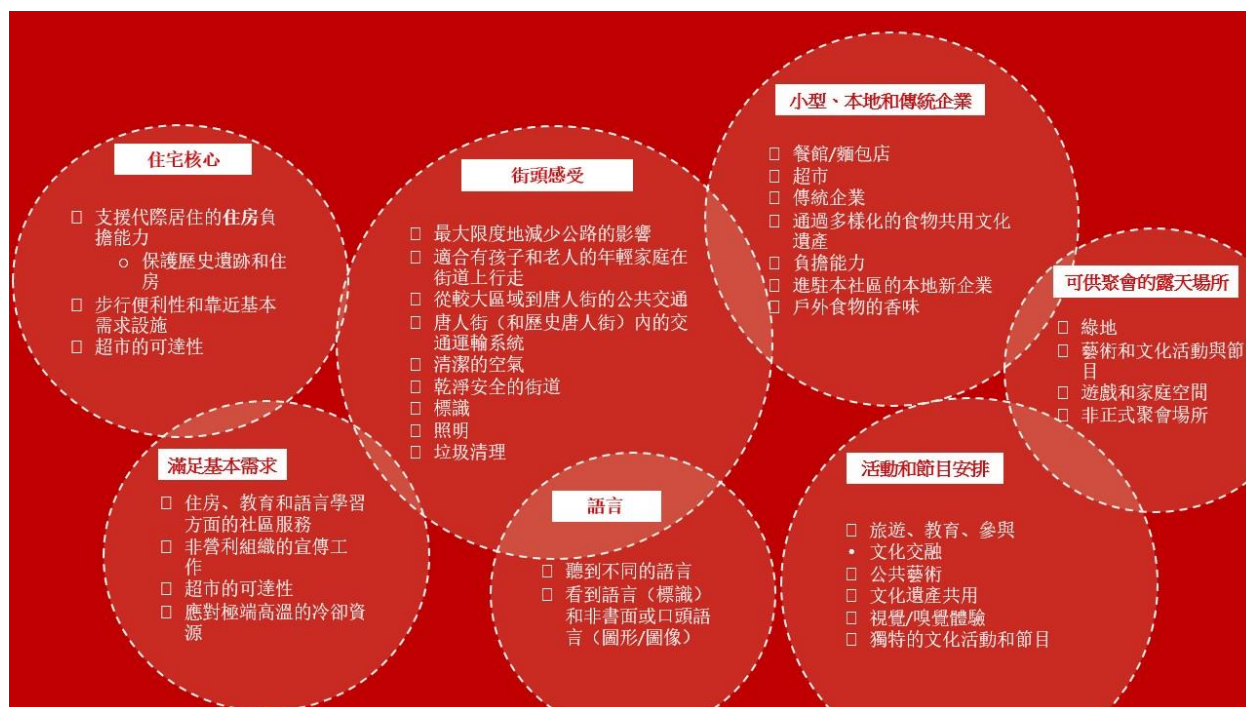 住宅核心
□ 支援代際居住的住房負
擔能力
○ 保護歷史遺跡和住
房
□ 步行便利性和靠近基本
需求設施
□ 超市的可達性
街頭感受
□ 最大限度地減少公路的影響
□ 適合有孩子和老人的年輕家庭在
街道上行走
□ 從較大區域到唐人街的公共交通
□ 唐人街（和歷史唐人街）內的交
通運輸系統
□ 清潔的空氣
□ 乾淨安全的街道
□ 標識
□ 照明
□ 垃圾清理
小型、本地和傳統企業
□ 餐館/麵包店
□ 超市
□ 傳統企業
□ 通過多樣化的食物共用文化
遺產
□ 負擔能力
□ 進駐本社區的本地新企業
□ 戶外食物的香味
可供聚會的露天場所
□ 綠地
□ 藝術和文化活動與節
目
□ 遊戲和家庭空間
□ 非正式聚會場所
滿足基本需求
□ 住房、教育和語言學習
方面的社區服務
□ 非營利組織的宣傳工
作
□ 超市的可達性
□ 應對極端高溫的冷卻資
源
語言
□ 聽到不同的語言
□ 看到語言（標識）
和非書面或口頭語
言（圖形/圖像）
活動和節目安排
□ 旅遊、教育、參與
• 文化交融
□ 公共藝術
□ 文化遺產共用
□ 視覺/嗅覺體驗
□ 獨特的文化活動和節目